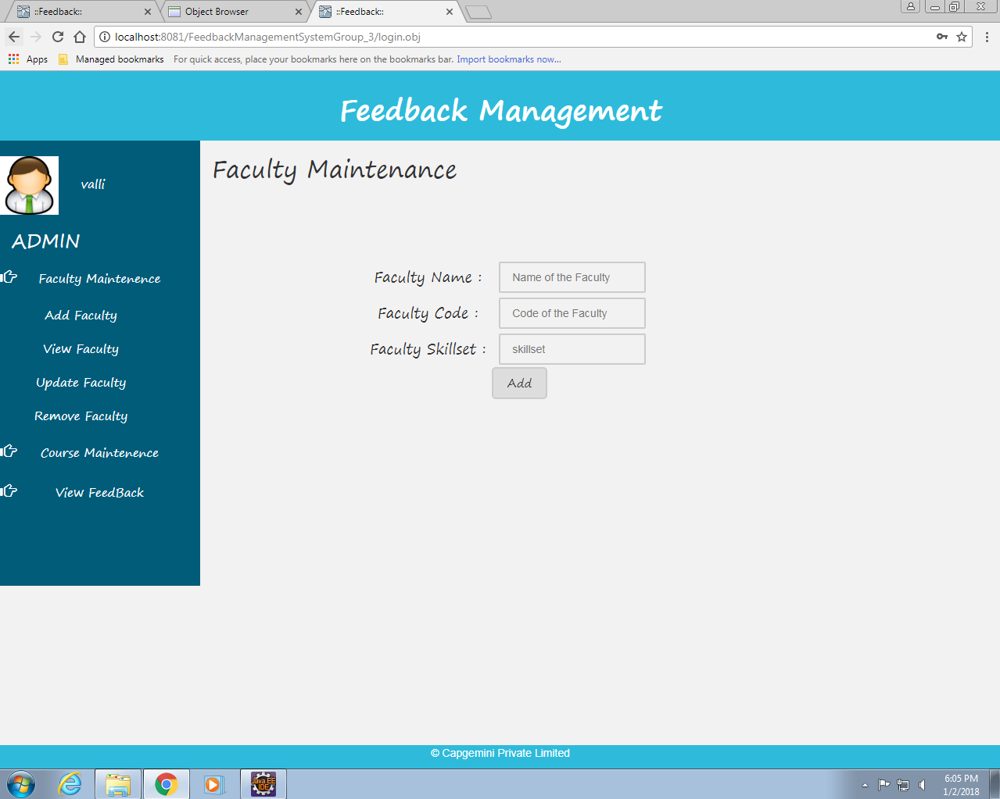 ::Feedback::
Object Browser
::Feedback::
localhost:8081/FeedbackManagementSystemGroup_3/login.obj
Apps Managed bookmarks For quick access, place your bookmarks here on the bookmarks bar. Import bookmarks now...
Feedback Management
valli
ADMIN
Faculty Maintenence
Add Faculty
View Faculty
Update Faculty
Remove Faculty
Course Maintenence
View FeedBack
Faculty Maintenance
Faculty Name : Name of the Faculty
Faculty Code : Code of the Faculty
Faculty Skillset : skillset
Add
© Capgemini Private Limited
Java EE
IDE
6:05 PM
1/2/2018